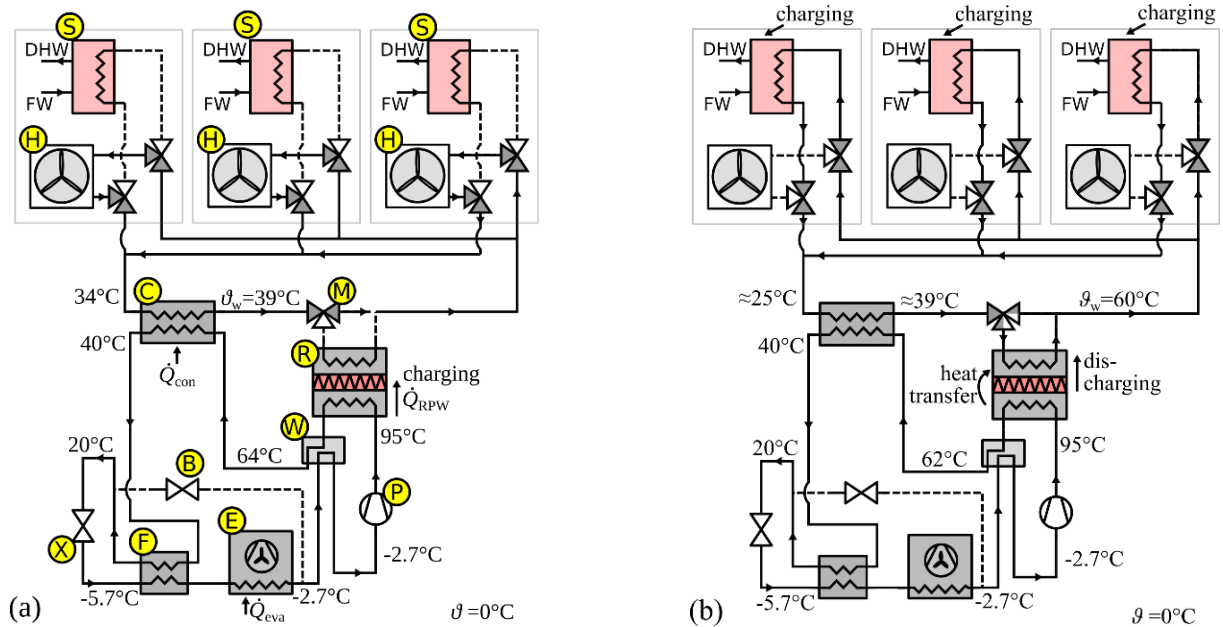 S
S
S
DHW
DHW
DHW
FW
FW
FW
H
H
H
34°C
C
ϑw=39°C
M
40°C
Q̇con
R
charging
Q̇RPW
W
95°C
20°C
64°C
B
P
E
X
F
-2.7°C
-5.7°C
-2.7°C
Q̇eva
(a)
ϑ=0°C
charging
charging
charging
DHW
DHW
DHW
FW
FW
FW
≈25°C
≈39°C
ϑw=60°C
40°C
heat
transfer
dis-
charging
95°C
20°C
62°C
-2.7°C
-5.7°C
-2.7°C
(b)
ϑ=0°C